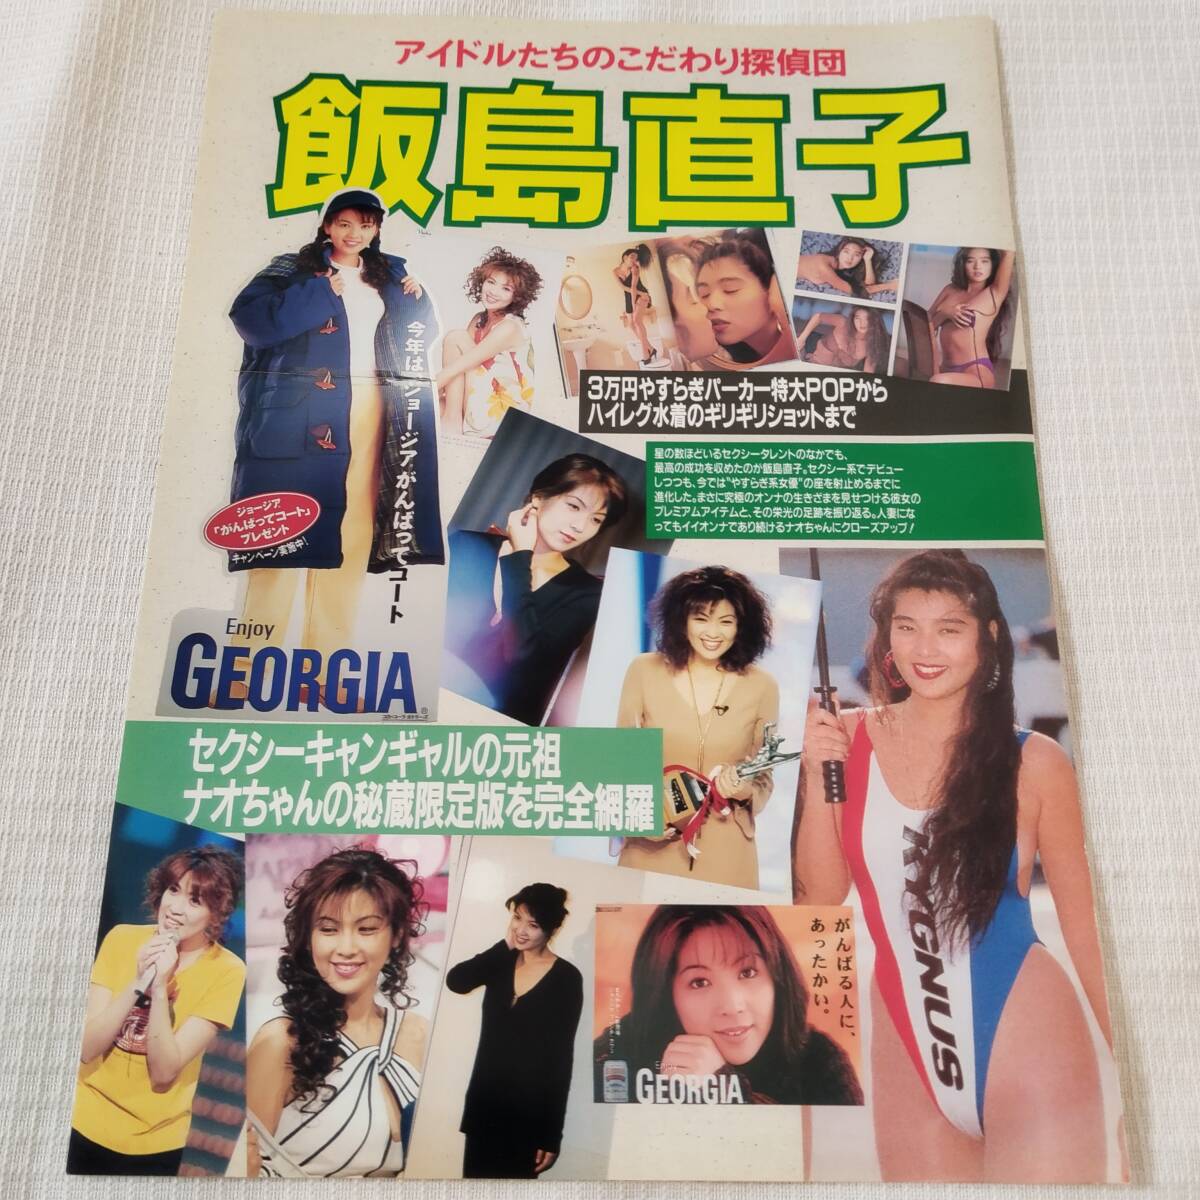 アイドルたちのこだわり探偵団
飯島直子
今年は、ジョージアがんばってコート
3万円やすらぎパーカー特大POPから
ハイレグ水着のギリギリショットまで
星の数ほどいるセクシータレントのなかでも、
最高の成功を収めたのが飯島直子。セクシー系でデビュー
しつつも、今では“やすらぎ系女優”の座を射止めるまでに
進化した。まさに究極のオンナの生きざまを見せつける彼女の
プレミアムアイテムと、その栄光の足跡を振り返る。人妻にな
ってもイイオンナであり続けるナオちゃんにクローズアップ!
ジョージア
「がんばってコート」
プレゼント
キャンペーン実施中!
Enjoy
GEORGIA
®
セクシーキャンギャルの元祖
ナオちゃんの秘蔵限定版を完全網羅
KYGNUS
がんばる人に、
あったかい。
Enjoy
GEORGIA